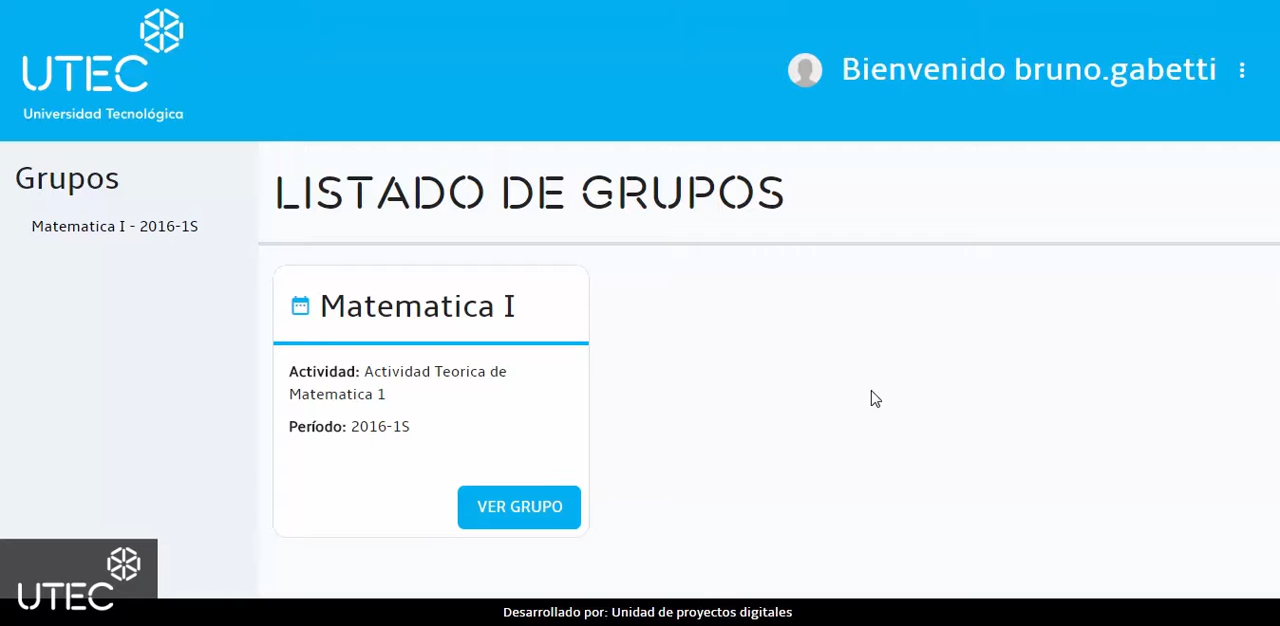 UTEC
Universidad Tecnológica
Bienvenido bruno.gabetti
Grupos
Matematica I - 2016-1S
LISTADO DE GRUPOS
Matematica I
Actividad: Actividad Teorica de
Matematica 1
Período: 2016-1S
VER GRUPO
UTEC
Desarrollado por: Unidad de proyectos digitales